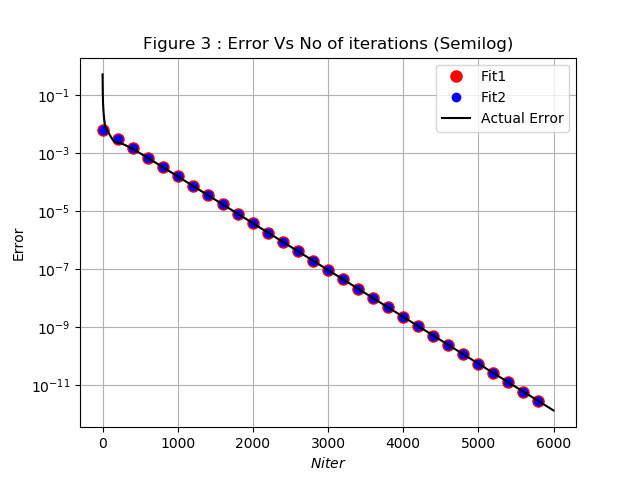 Figure 3 : Error Vs No of iterations (Semilog)
Fit1
Fit2
Actual Error
10⁻¹
10⁻³
10⁻⁵
10⁻⁷
10⁻⁹
10⁻¹¹
Error
0 1000 2000 3000 4000 5000 6000
Niter